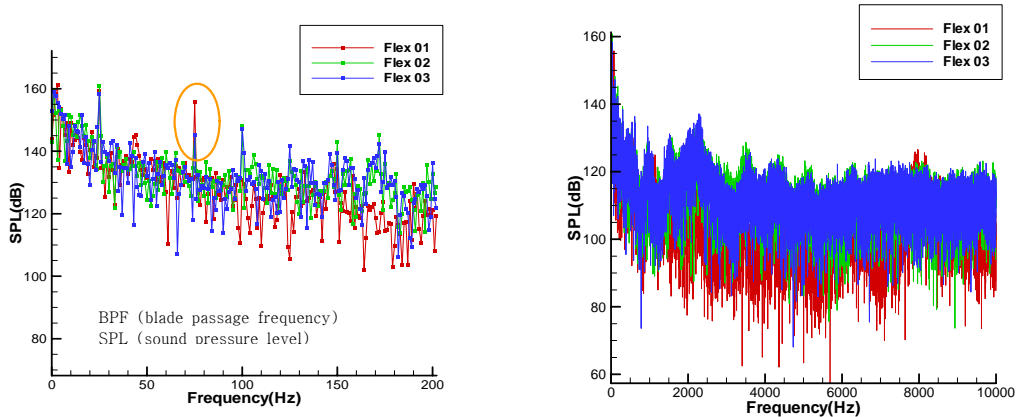 Flex 01
Flex 02
Flex 03
SPL(dB)
160
140
120
100
80
BPF (blade passage frequency)
SPL (sound pressure level)
0
50
100
150
200
Frequency(Hz)
Flex 01
Flex 02
Flex 03
SPL(dB)
160
140
120
100
80
60
0
2000
4000
6000
8000
10000
Frequency(Hz)